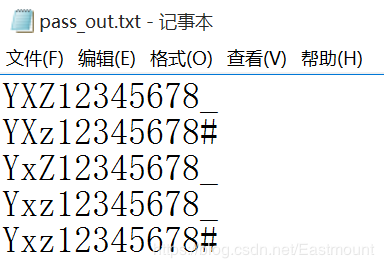 pass_out.txt - 记事本
文件(F) 编辑(E) 格式(O) 查看(V) 帮助(H)
YXZ12345678_
YXz12345678#
YxZ12345678_
Yxz12345678_
Yxz12345678#
https://blog.csdn.net/Eastmount